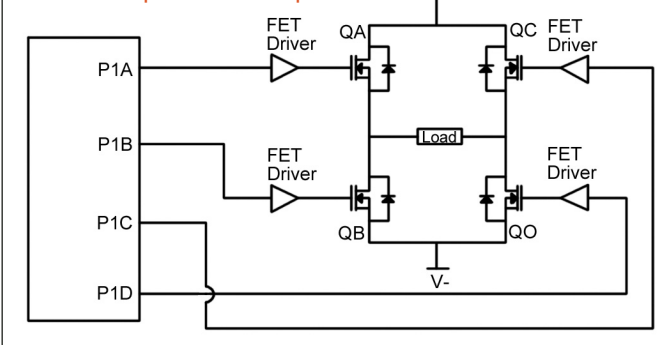 FET
Driver
QA
QC
FET
Driver
P1A
P1B
Load
FET
Driver
FET
Driver
P1C
QB
QO
V-
P1D